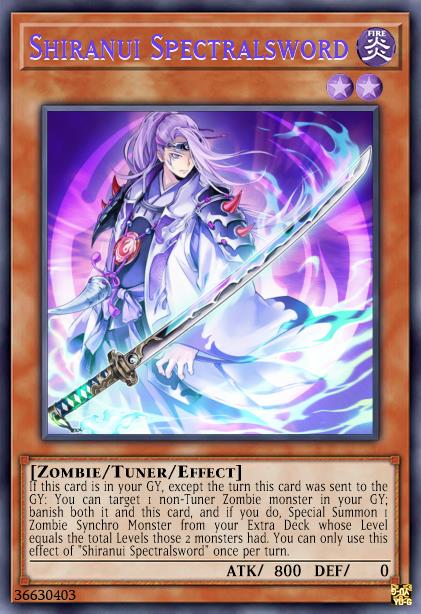 Shiranui Spectralsword
FIRE
炎
[Zombie/Tuner/Effect]
If this card is in your GY, except the turn this card was sent to the
GY: You can target 1 non-Tuner Zombie monster in your GY;
banish both it and this card, and if you do, Special Summon 1
Zombie Synchro Monster from your Extra Deck whose Level
equals the total Levels those 2 monsters had. You can only use this
effect of "Shiranui Spectralsword" once per turn.
ATK/ 800 DEF/ 0
36630403